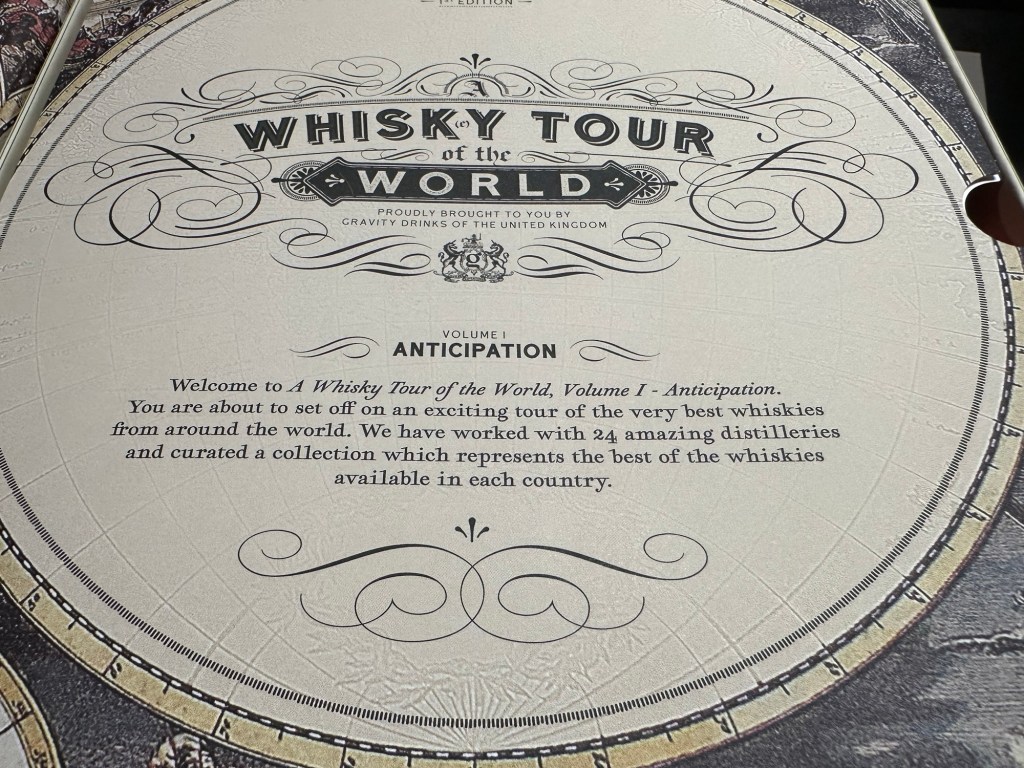 1ST EDITION
A
WHISK(e)Y TOUR
of the
WORLD
PROUDLY BROUGHT TO YOU BY
GRAVITY DRINKS OF THE UNITED KINGDOM
g
VOLUME I
ANTICIPATION
Welcome to A Whisky Tour of the World, Volume I - Anticipation.
You are about to set off on an exciting tour of the very best whiskies
from around the world. We have worked with 24 amazing distilleries
and curated a collection which represents the best of the whiskies
available in each country.